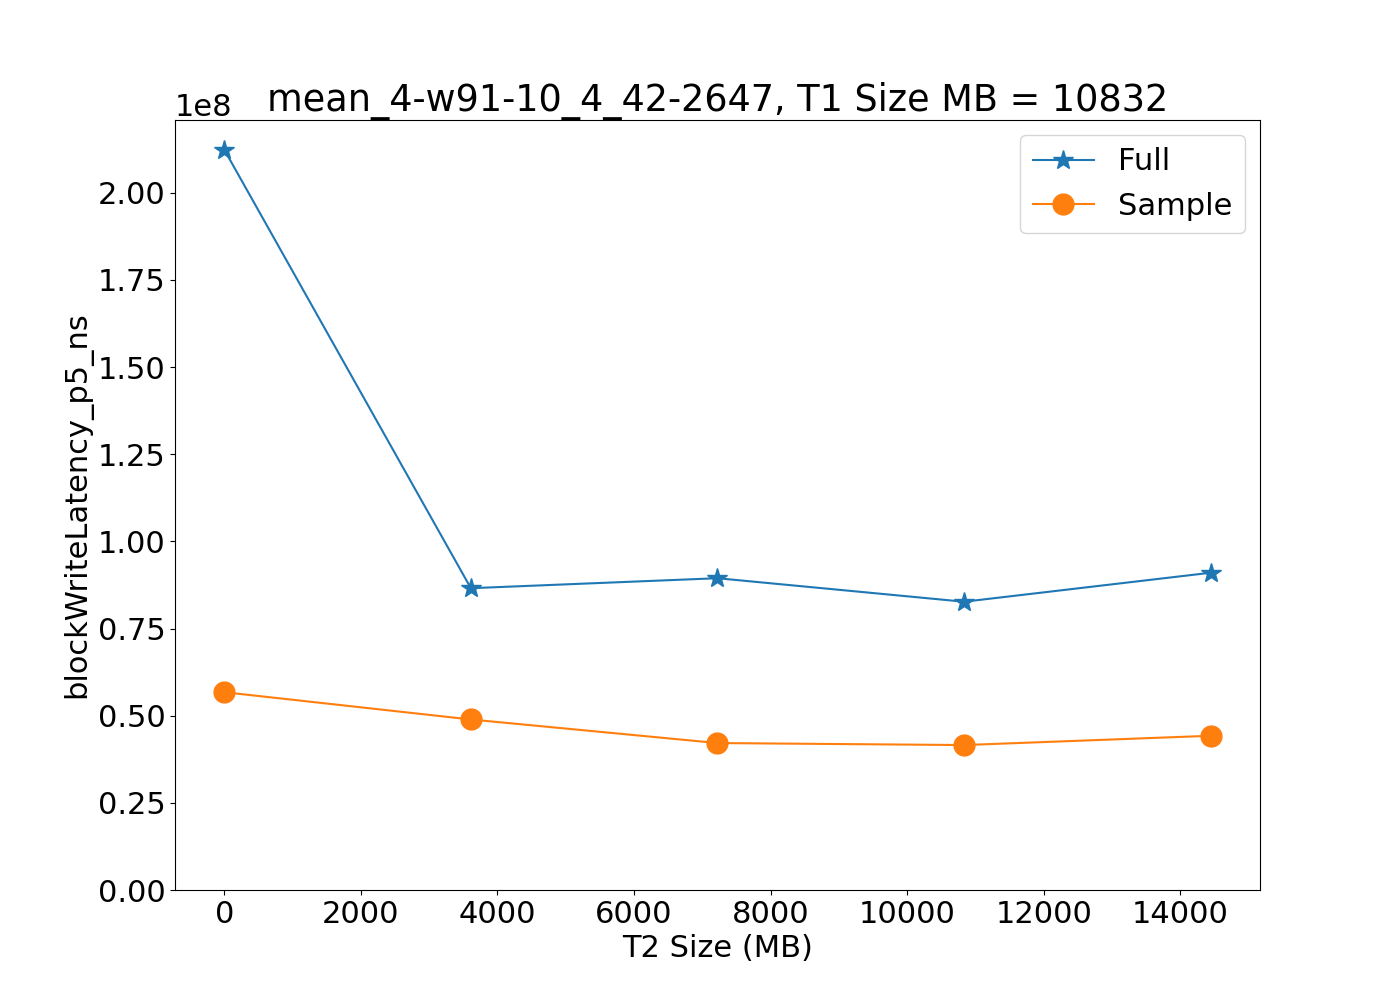 1e8
mean_4-w91-10_4_42-2647, T1 Size MB = 10832
Full
Sample
blockWriteLatency_p5_ns
2.00
1.75
1.50
1.25
1.00
0.75
0.50
0.25
0.00
0 2000 4000 6000 8000 10000 12000 14000
T2 Size (MB)